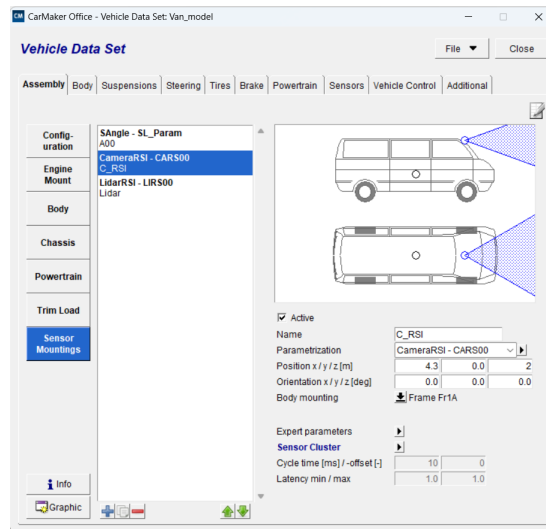 CM CarMaker Office - Vehicle Data Set: Van_model
Vehicle Data Set
File
Close
Assembly Body Suspensions Steering Tires Brake Powertrain Sensors Vehicle Control Additional
Config-
uration
Engine
Mount
Body
Chassis
Powertrain
Trim Load
Sensor
Mountings
Info
Graphic
SAngle - SL_Param
A00
CameraRSI - CARS00
C_RSI
LidarRSI - LIRS00
Lidar
Active
Name C_RSI
Parametrization CameraRSI - CARS00
Position x / y / z [m] 4.3 0.0 2
Orientation x / y / z [deg] 0.0 0.0 0.0
Body mounting Frame Fr1A
Expert parameters
Sensor Cluster
Cycle time [ms] / -offset [-] 10 0
Latency min / max 1.0 1.0